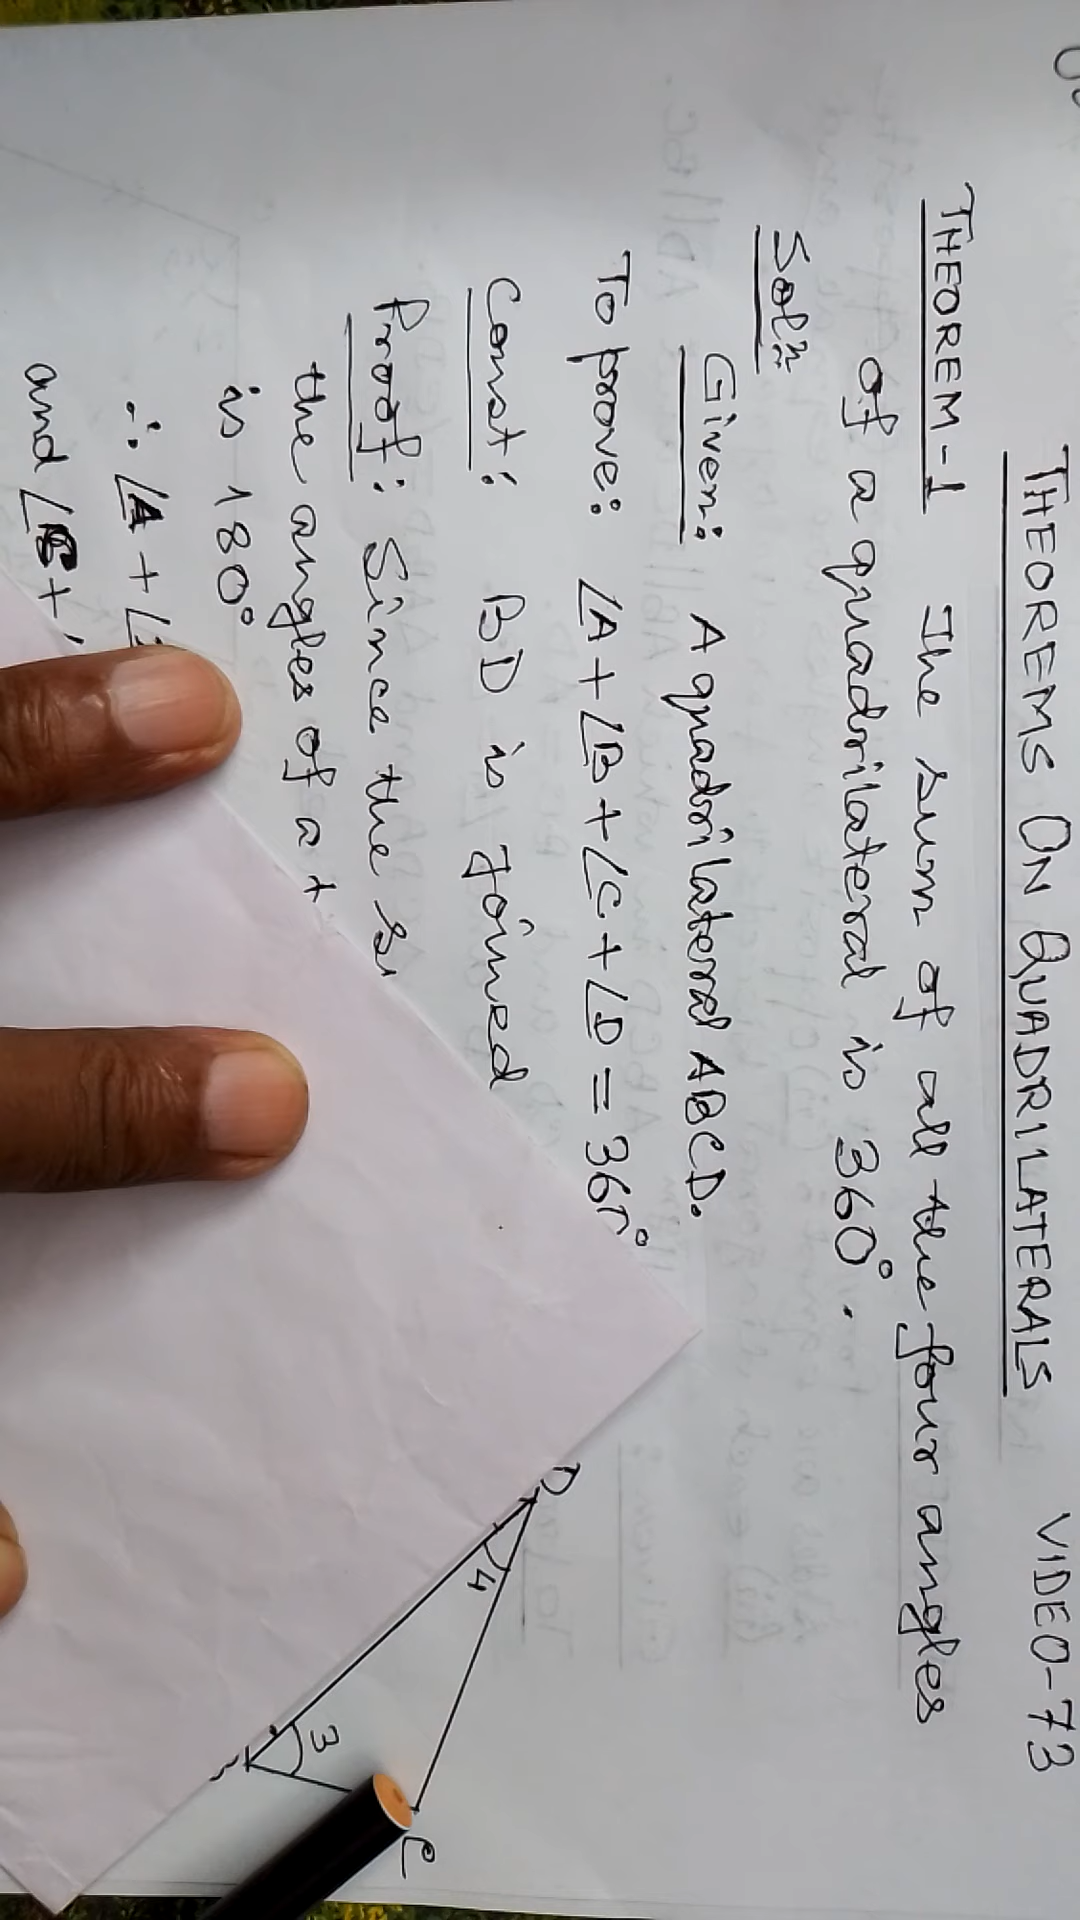 THEOREMS ON QUADRILATERALS VIDEO-73
THEOREM-1 The sum of all the four angles
of a quadrilateral is 360°.
Solⁿ:
Given: A quadrilateral ABCD.
To prove: ∠A + ∠B + ∠C + ∠D = 360°
Const: BD is Joined
Proof: Since the
the angles of a
is 180°
∴ ∠A + ∠
and
D
4
3
C